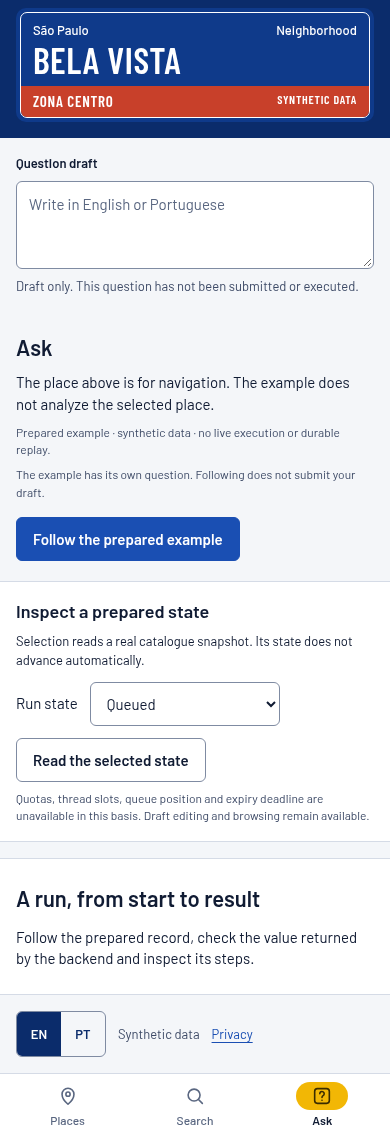 São Paulo
Neighborhood
BELA VISTA
ZONA CENTRO
SYNTHETIC DATA
Question draft
Write in English or Portuguese
Draft only. This question has not been submitted or executed.
Ask
The place above is for navigation. The example does
not analyze the selected place.
Prepared example · synthetic data · no live execution or durable
replay.
The example has its own question. Following does not submit your
draft.
Follow the prepared example
Inspect a prepared state
Selection reads a real catalogue snapshot. Its state does not
advance automatically.
Run state
Queued
Read the selected state
Quotas, thread slots, queue position and expiry deadline are
unavailable in this basis. Draft editing and browsing remain available.
A run, from start to result
Follow the prepared record, check the value returned
by the backend and inspect its steps.
EN
PT
Synthetic data
Privacy
Places
Search
Ask